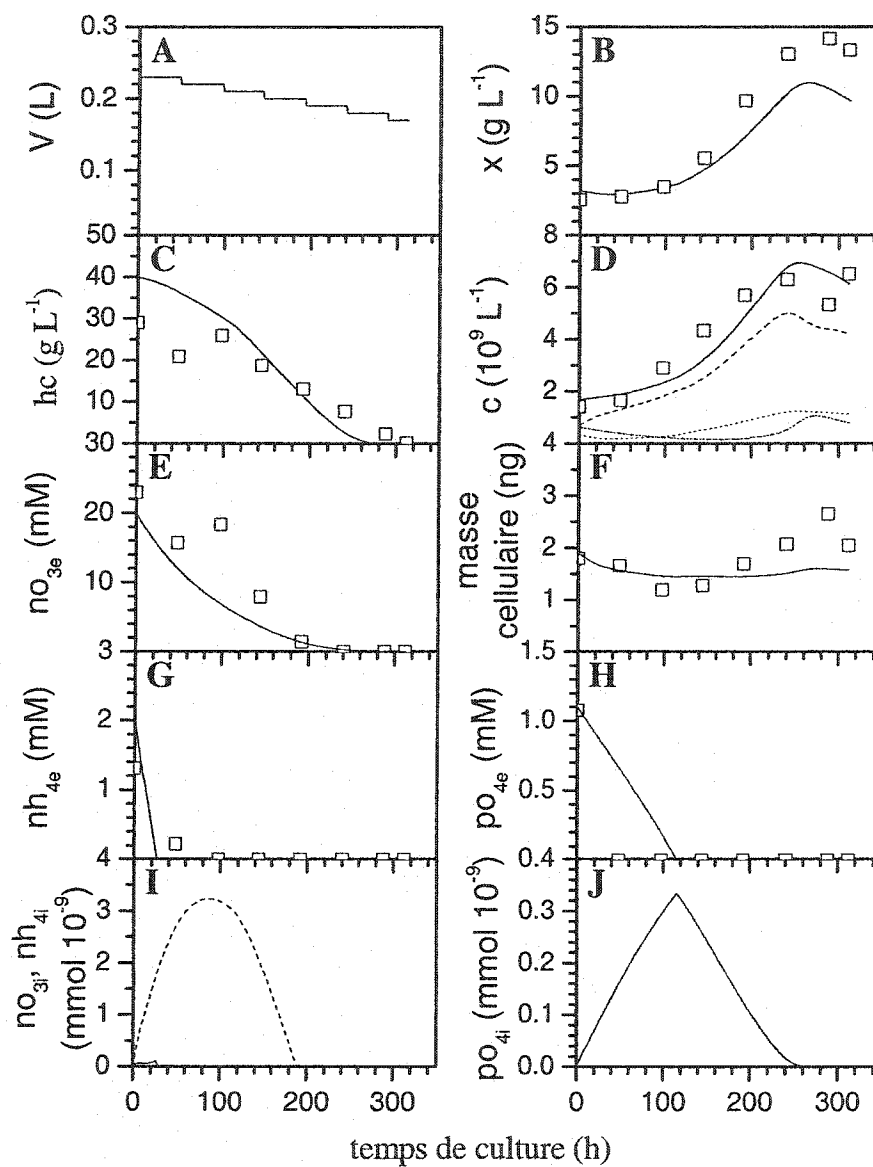 0.3
A
0.2
V (L)
0.1
50
15
B
10
x (g L⁻¹)
5
8
C
40
30
hc (g L⁻¹)
20
10
30
D
6
4
c (10⁹ L⁻¹)
2
4
E
20
no₃ₑ (mM)
10
3
F
3
2
masse
cellulaire (ng)
1
1.5
G
2
nh₄ₑ (mM)
1
4
H
1.0
po₄ₑ (mM)
0.5
0.4
I
3
no₃ᵢ, nh₄ᵢ
(mmol 10⁻⁹)
2
1
0
J
0.3
po₄ᵢ (mmol 10⁻⁹)
0.2
0.1
0.0
0 100 200 300
0 100 200 300
temps de culture (h)